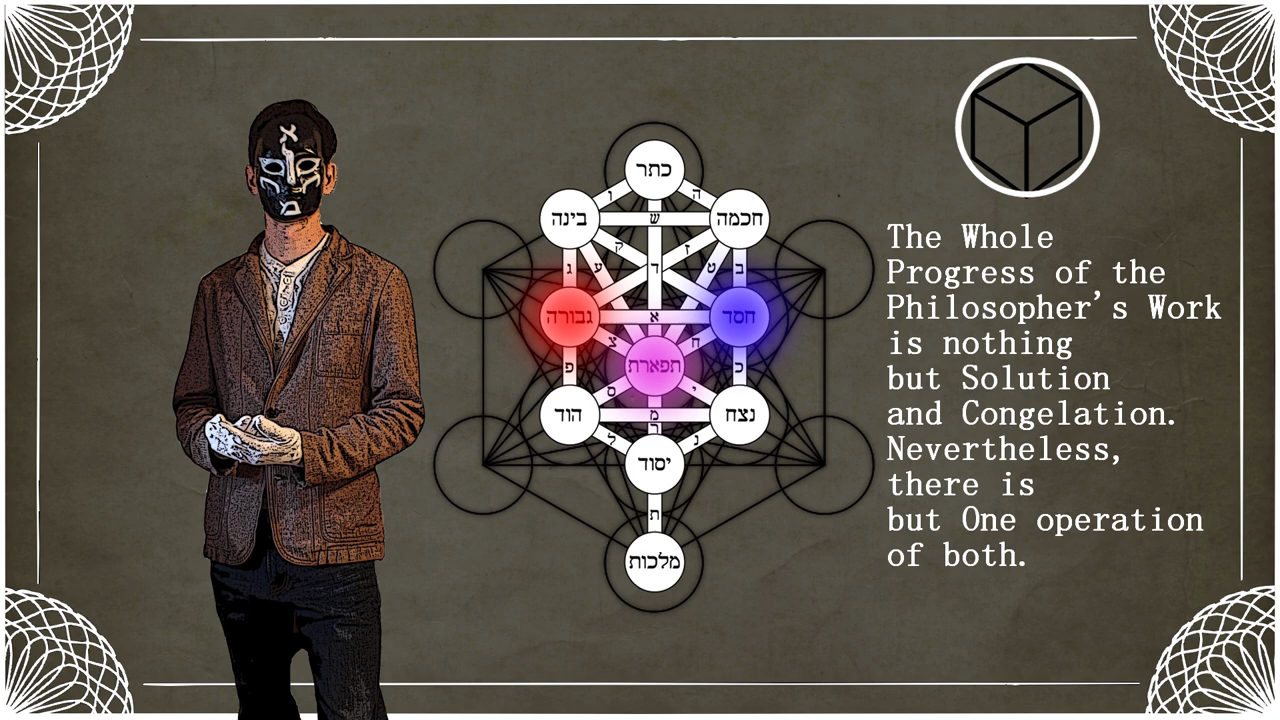 א
כתר
ו ה
בינה ש חכמה
ק ז
ג ע ד ט ב
גבורה א חסד
צ ח
פ תפארת כ
ס י
הוד מ נצח
ר
ל נ
יסוד
ת
מלכות
The Whole
Progress of the
Philosopher's Work
is nothing
but Solution
and Congelation.
Nevertheless,
there is
but One operation
of both.